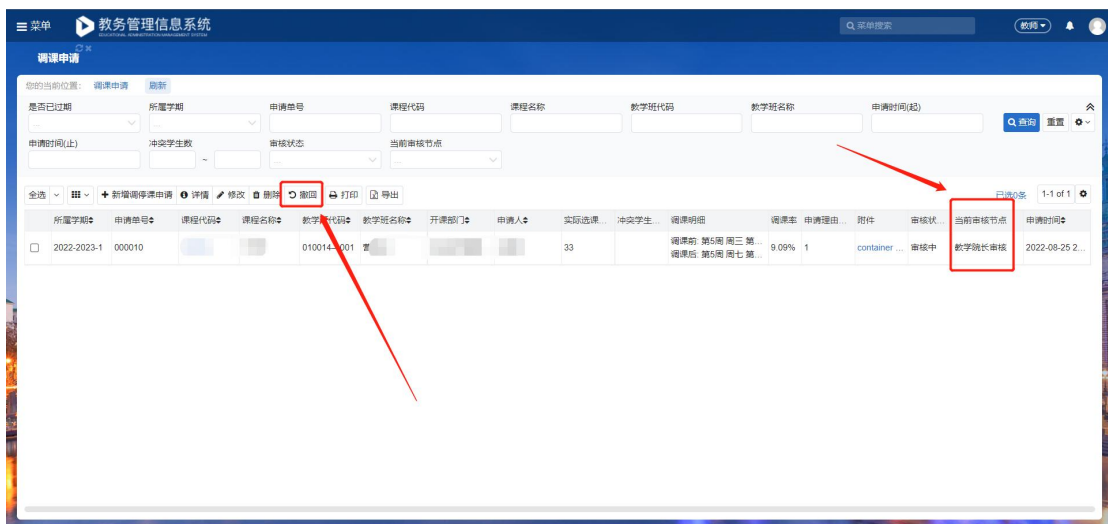 菜单 教务管理信息系统 菜单搜索 教师
EDUCATIONAL ADMINISTRATION MANAGEMENT SYSTEM
调课申请
您的当前位置: 调课申请 刷新
是否已过期 所属学期 申请单号 课程代码 课程名称 教学班代码 教学班名称 申请时间(起)
... ... 查询 重置
申请时间(止) 冲突学生数 审核状态 当前审核节点
~ ... ...
全选 新增调停课申请 详情 修改 删除 撤回 打印 导出 已选0条 1-1 of 1
所属学期 申请单号 课程代码 课程名称 教学班代码 教学班名称 开课部门 申请人 实际选课... 冲突学生... 调课明细 调课率 申请理由... 附件 审核状... 当前审核节点 申请时间
2022-2023-1 000010 33 调课前: 第5周 周三 第... 9.09% 1 container ... 审核中 教学院长审核 2022-08-25 2...
调课后: 第5周 周七 第...